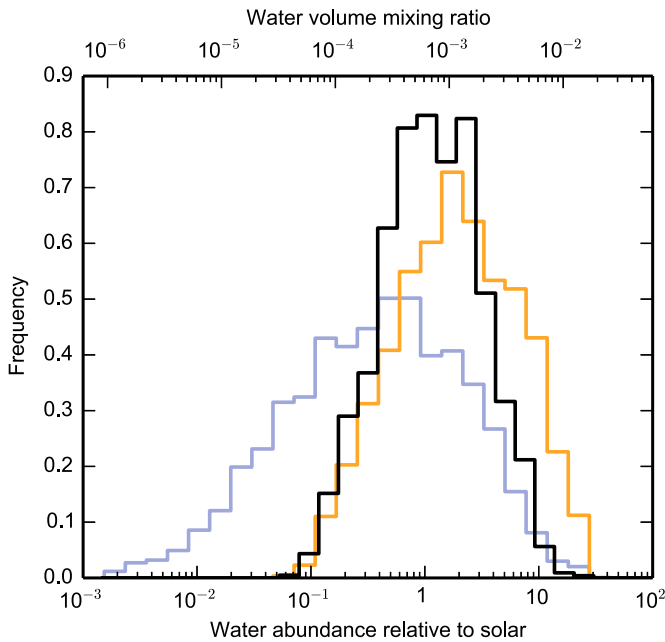 Water volume mixing ratio
10⁻⁶ 10⁻⁵ 10⁻⁴ 10⁻³ 10⁻²
0.9
0.8
0.7
0.6
0.5
0.4
0.3
0.2
0.1
0.0
Frequency
10⁻³ 10⁻² 10⁻¹ 1 10 10²
Water abundance relative to solar